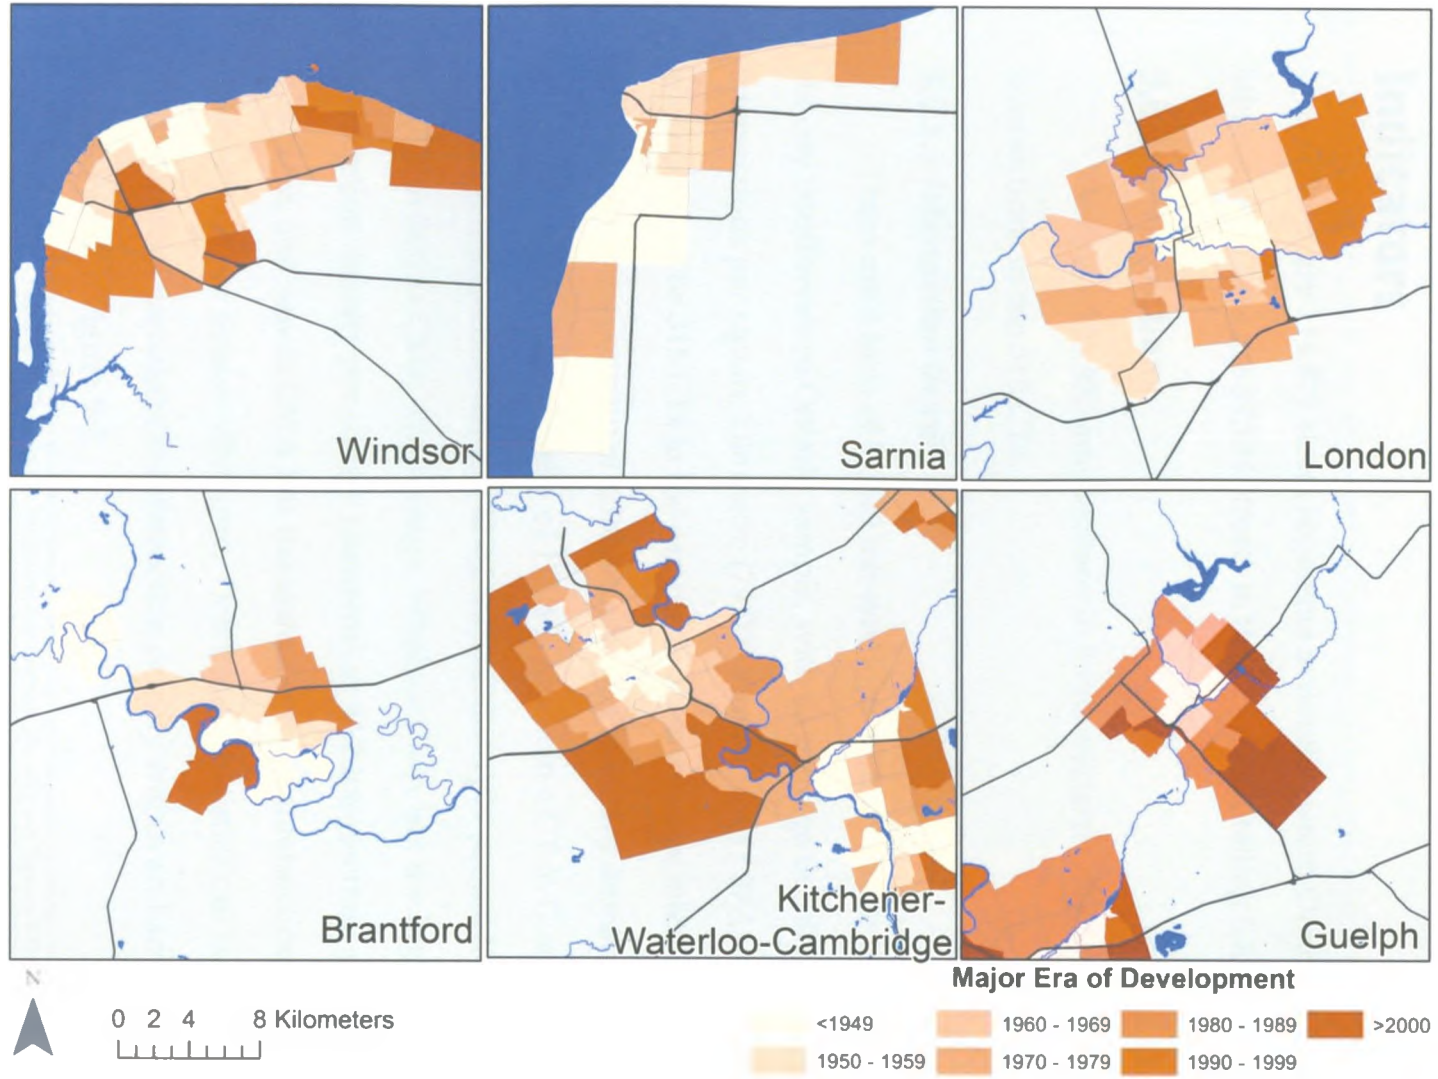 Windsor
Sarnia
London
Brantford
Kitchener-
Waterloo-Cambridge
Guelph
N
Major Era of Development
0 2 4 8 Kilometers
<1949
1960 - 1969
1980 - 1989
>2000
1950 - 1959
1970 - 1979
1990 - 1999